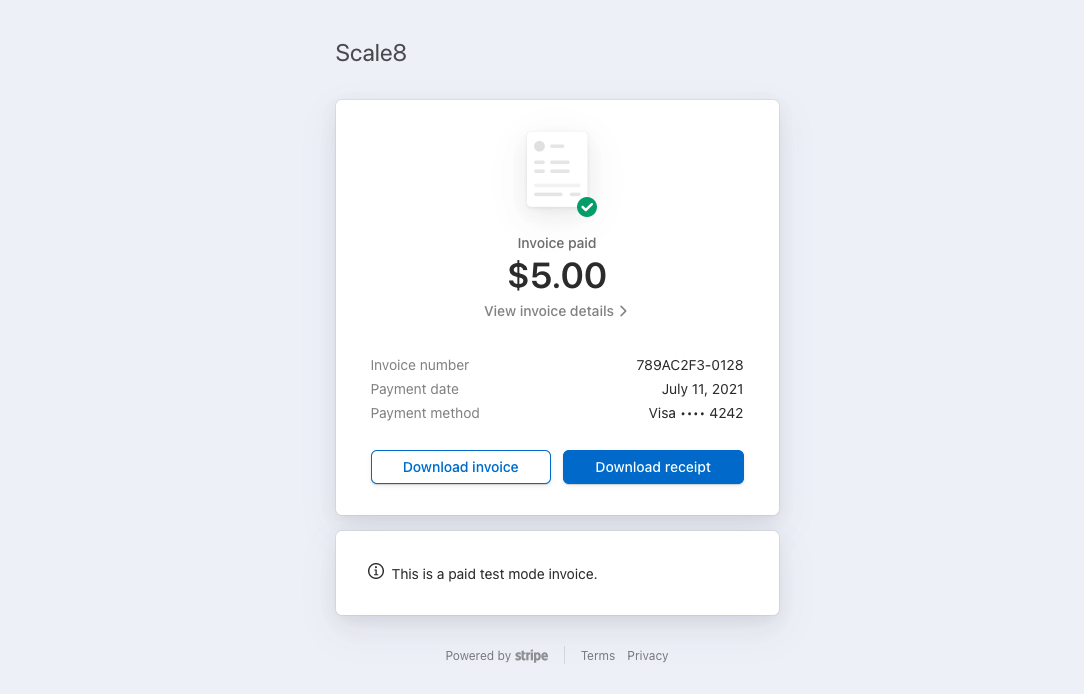 Scale8
Invoice paid
$5.00
View invoice details
Invoice number 789AC2F3-0128
Payment date July 11, 2021
Payment method Visa •••• 4242
Download invoice Download receipt
This is a paid test mode invoice.
Powered by stripe Terms Privacy